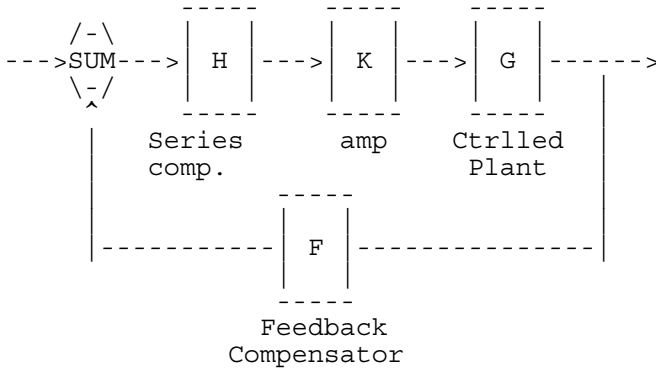 SUM H K G
Series amp Ctrlled
comp. Plant
F
Feedback
Compensator